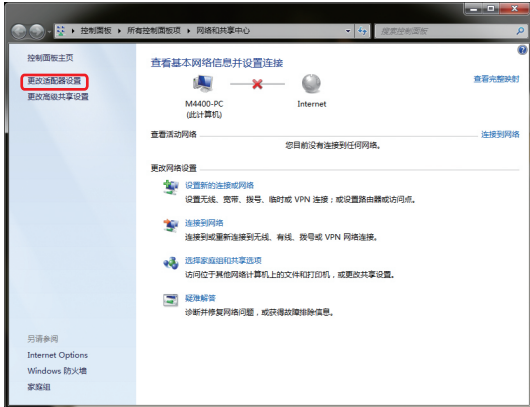 控制面板 ▸ 所有控制面板项 ▸ 网络和共享中心
搜索控制面板
控制面板主页
更改适配器设置
更改高级共享设置
查看基本网络信息并设置连接
查看完整映射
M4400-PC
(此计算机)
Internet
查看活动网络
连接到网络
您目前没有连接到任何网络。
更改网络设置
设置新的连接或网络
设置无线、宽带、拨号、临时或 VPN 连接；或设置路由器或访问点。
连接到网络
连接到或重新连接到无线、有线、拨号或 VPN 网络连接。
选择家庭组和共享选项
访问位于其他网络计算机上的文件和打印机，或更改共享设置。
疑难解答
诊断并修复网络问题，或获得故障排除信息。
另请参阅
Internet Options
Windows 防火墙
家庭组